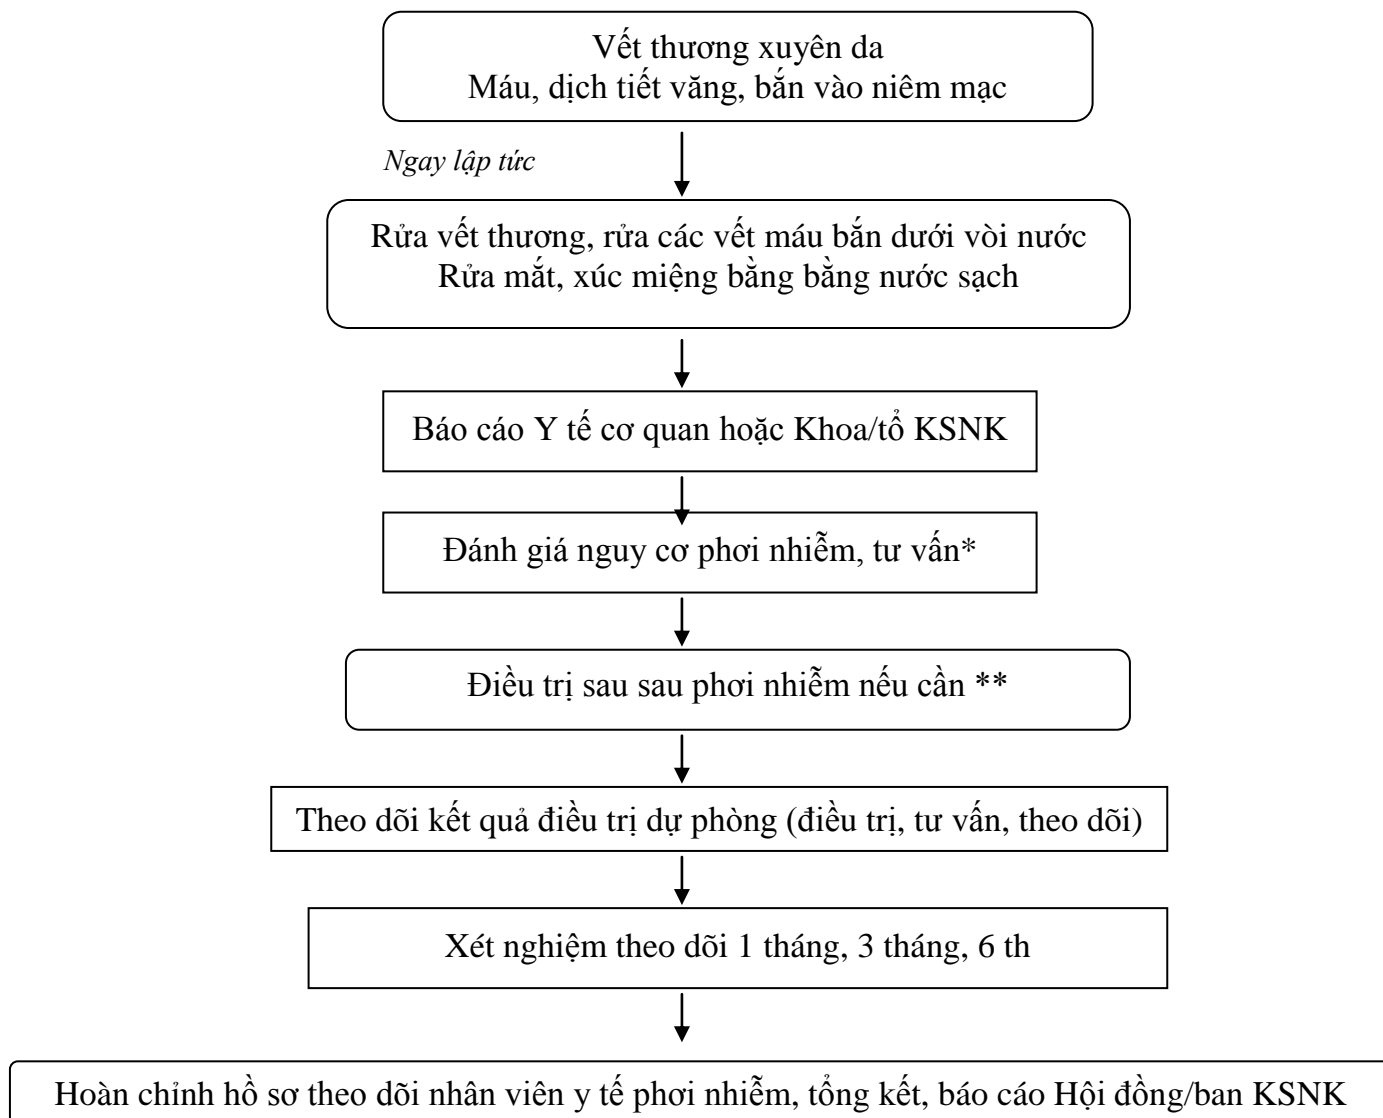 Vết thương xuyên da
Máu, dịch tiết văng, bắn vào niêm mạc
Ngay lập tức
Rửa vết thương, rửa các vết máu bắn dưới vòi nước
Rửa mắt, xúc miệng bằng bằng nước sạch
Báo cáo Y tế cơ quan hoặc Khoa/tổ KSNK
Đánh giá nguy cơ phơi nhiễm, tư vấn*
Điều trị sau sau phơi nhiễm nếu cần **
Theo dõi kết quả điều trị dự phòng (điều trị, tư vấn, theo dõi)
Xét nghiệm theo dõi 1 tháng, 3 tháng, 6 th
Hoàn chỉnh hồ sơ theo dõi nhân viên y tế phơi nhiễm, tổng kết, báo cáo Hội đồng/ban KSNK